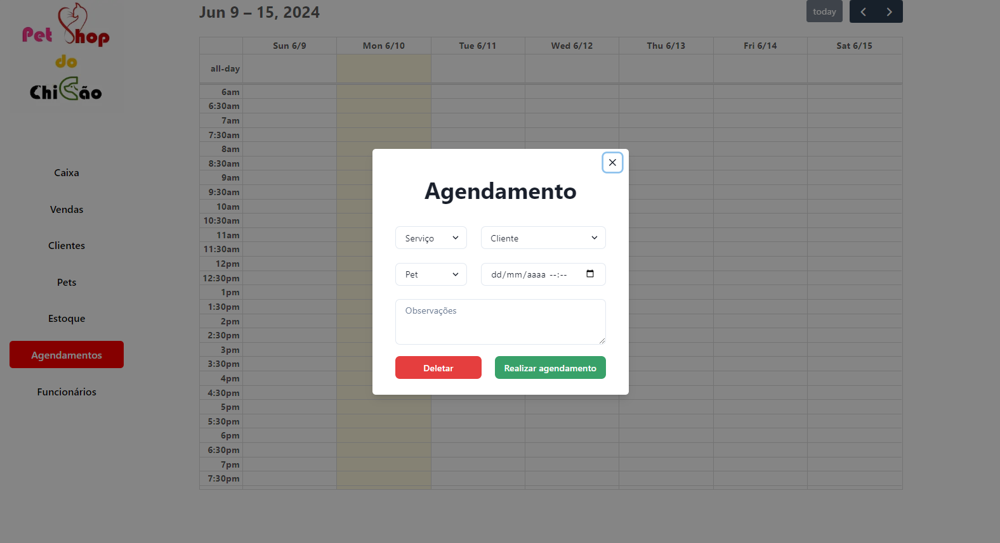 Pet Shop
do
ChiCão
Caixa
Vendas
Clientes
Pets
Estoque
Agendamentos
Funcionários
Jun 9 – 15, 2024
today
Sun 6/9 Mon 6/10 Tue 6/11 Wed 6/12 Thu 6/13 Fri 6/14 Sat 6/15
all-day
6am
6:30am
7am
7:30am
8am
8:30am
9am
9:30am
10am
10:30am
11am
11:30am
12pm
12:30pm
1pm
1:30pm
2pm
2:30pm
3pm
3:30pm
4pm
4:30pm
5pm
5:30pm
6pm
6:30pm
7pm
7:30pm
Agendamento
Serviço Cliente
Pet dd/mm/aaaa --:--
Observações
Deletar Realizar agendamento